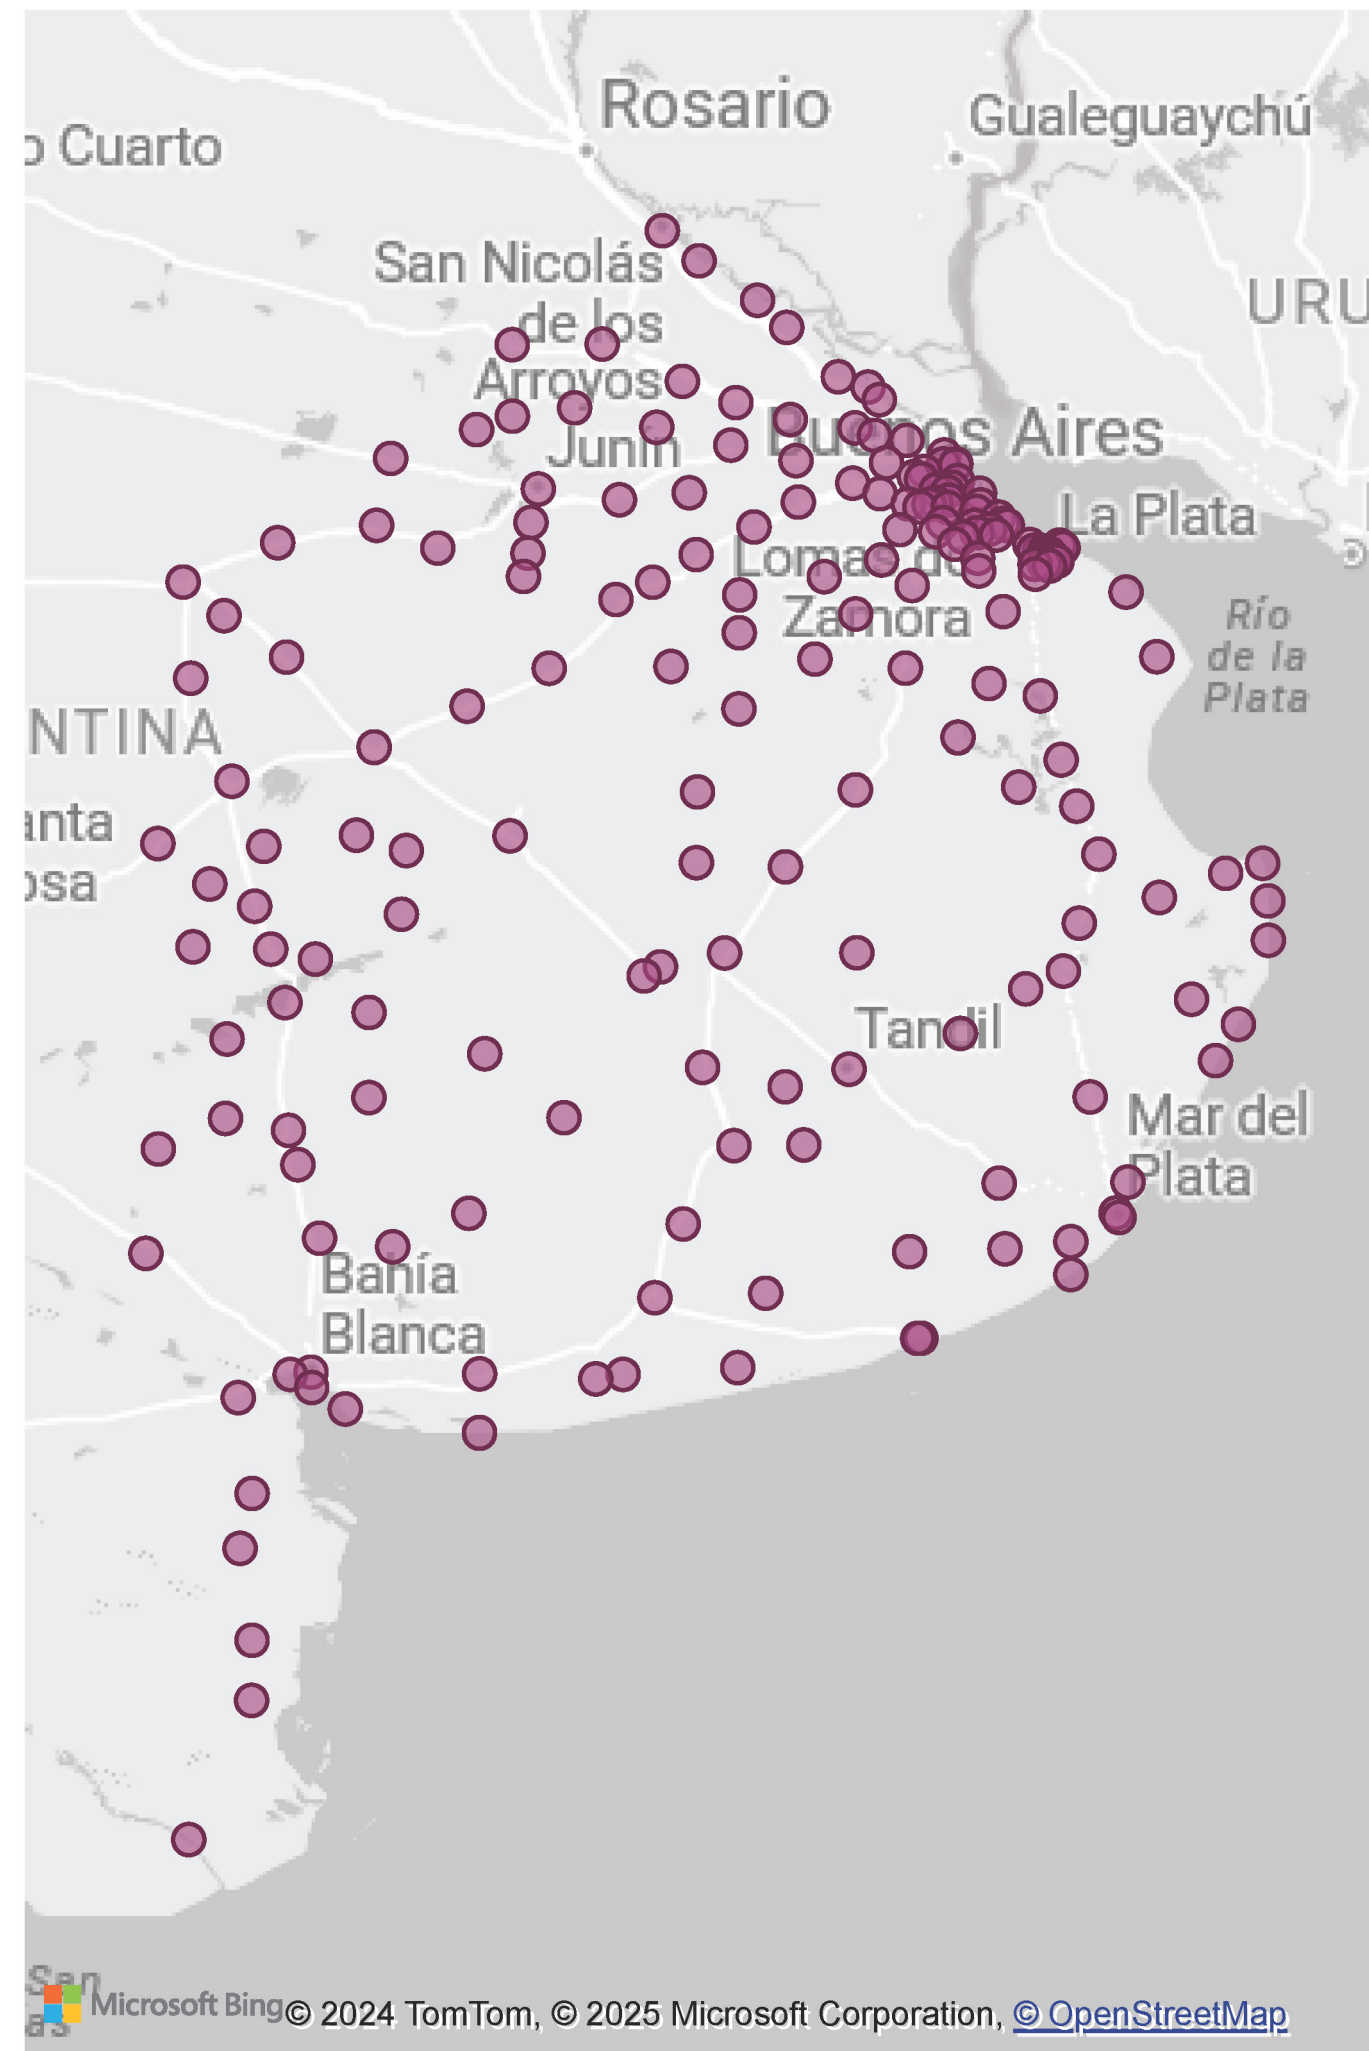 Rosario
Gualeguaychú
o Cuarto
San Nicolás
de los
Arroyos
URU
Junín
Buenos Aires
La Plata
Lomas de
Zamora
Río
de la
Plata
NTINA
anta
osa
Tandil
Mar del
Plata
Bahía
Blanca
San
as
Microsoft Bing
© 2024 TomTom, © 2025 Microsoft Corporation, © OpenStreetMap